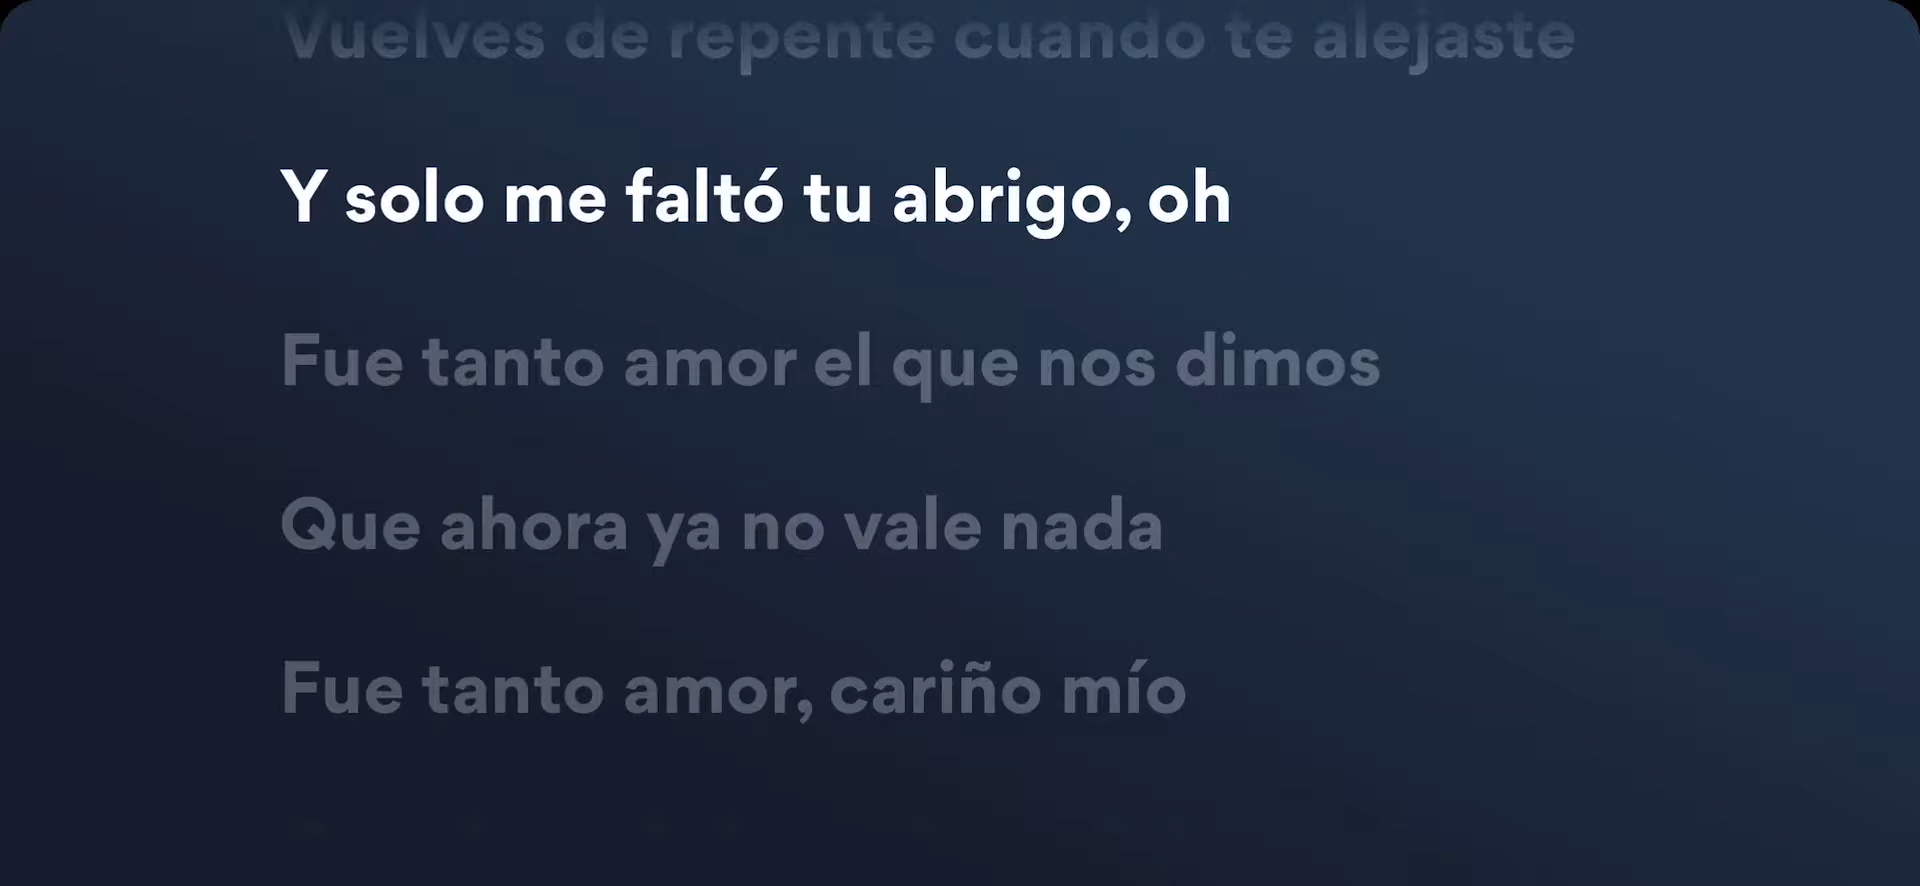 Vuelves de repente cuando te alejaste
Y solo me faltó tu abrigo, oh
Fue tanto amor el que nos dimos
Que ahora ya no vale nada
Fue tanto amor, cariño mío